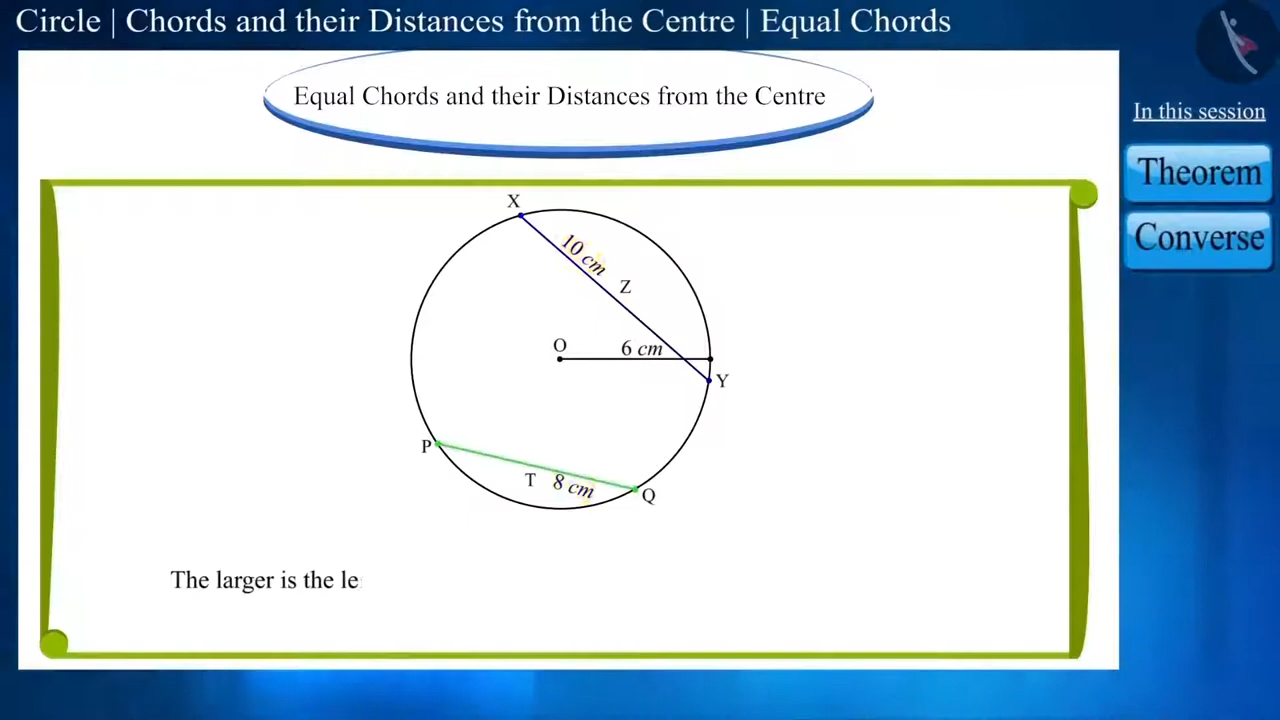 Circle | Chords and their Distances from the Centre | Equal Chords
Equal Chords and their Distances from the Centre
In this session
Theorem
Converse
X
10 cm
Z
O
6 cm
Y
P
T
8 cm
Q
The larger is the le